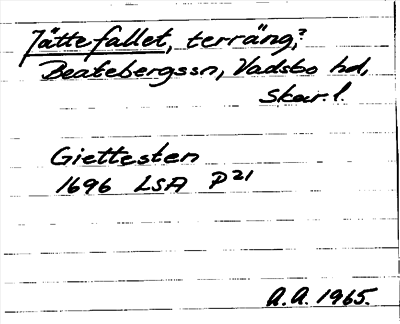 Jättefallet, terräng,?
Beatebergssn, Vadsbo hd,
Skar. l.
Giettesten
1696 LSA P21
A.A. 1965.